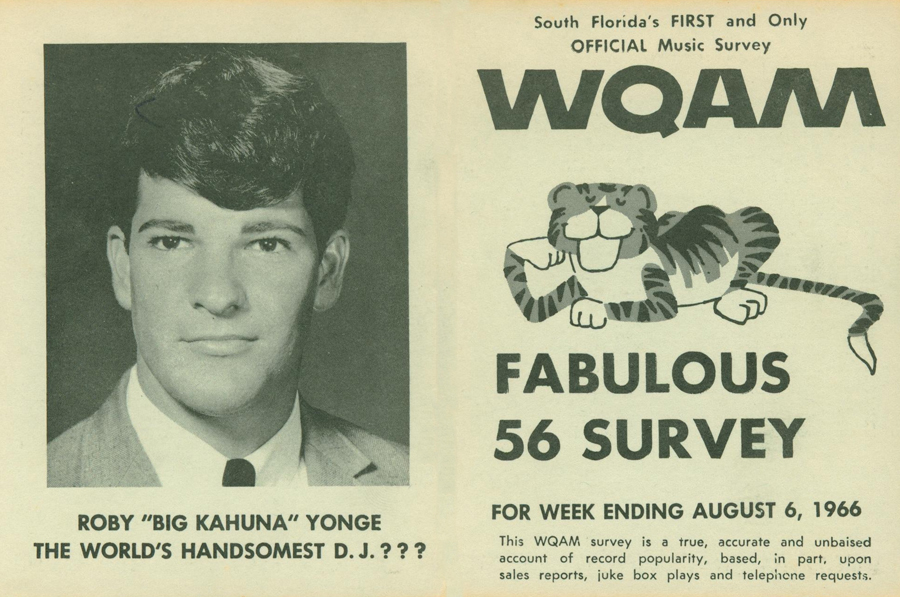 ROBY "BIG KAHUNA" YONGE
THE WORLD'S HANDSOMEST D.J.???
South Florida's FIRST and Only
OFFICIAL Music Survey
WQAM
FABULOUS
56 SURVEY
FOR WEEK ENDING AUGUST 6, 1966
This WQAM survey is a true, accurate and unbaised
account of record popularity, based, in part, upon
sales reports, juke box plays and telephone requests.